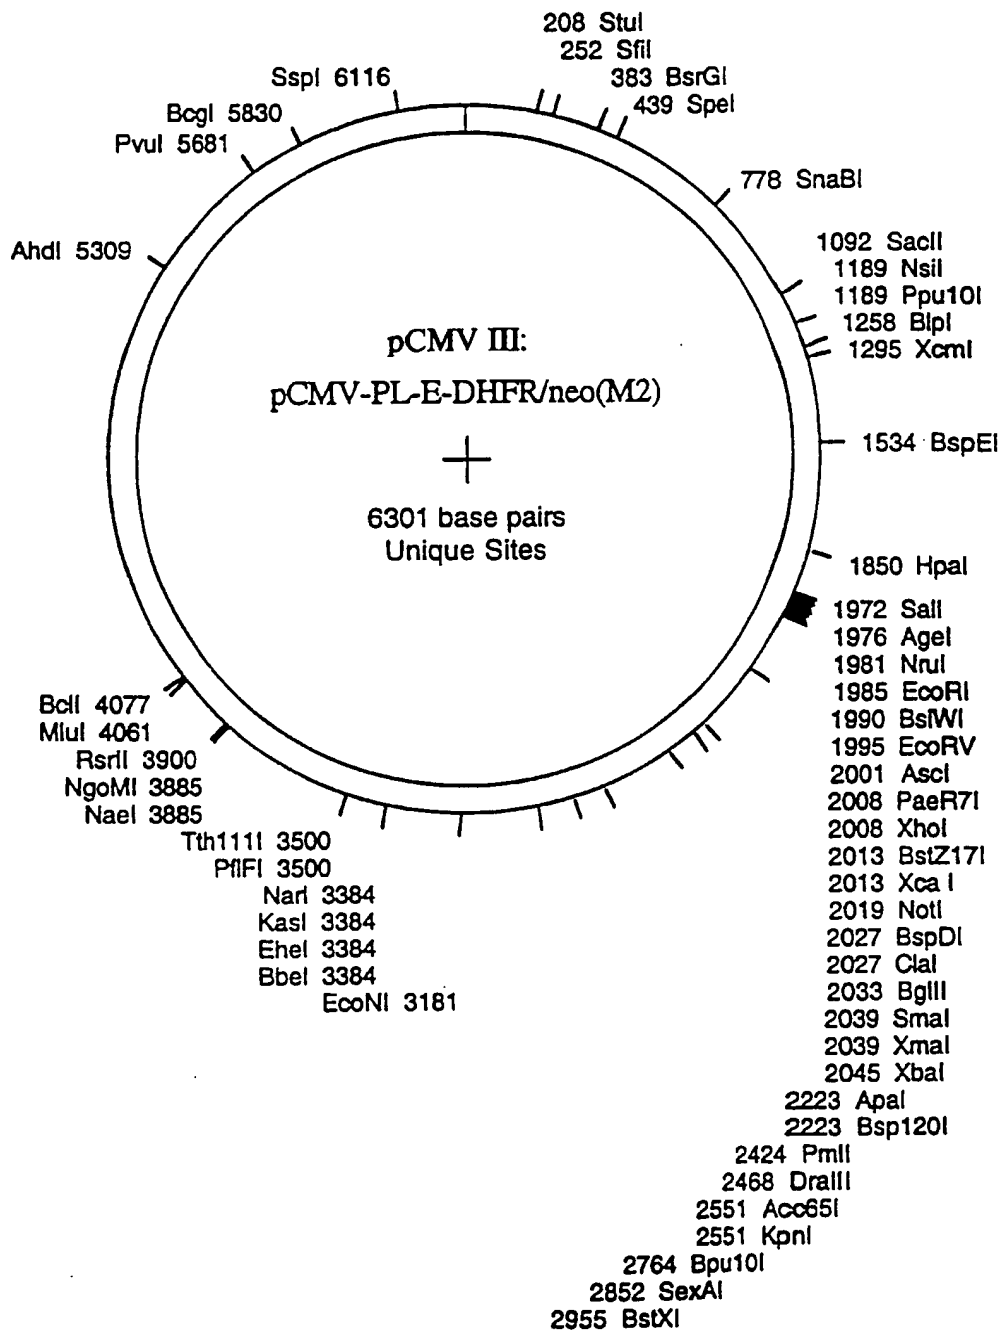 208 StuI
252 SfiI
383 BsrGI
439 SpeI
778 SnaBI
1092 SacII
1189 NsiI
1189 Ppu10I
1258 BlpI
1295 XcmI
1534 BspEI
1850 HpaI
1972 SalI
1976 AgeI
1981 NruI
1985 EcoRI
1990 BsiWI
1995 EcoRV
2001 AscI
2008 PaeR7I
2008 XhoI
2013 BstZ17I
2013 Xca I
2019 NotI
2027 BspDI
2027 ClaI
2033 BglII
2039 SmaI
2039 XmaI
2045 XbaI
2223 ApaI
2223 Bsp120I
2424 PmlI
2468 DraIII
2551 Acc65I
2551 KpnI
2764 Bpu10I
2852 SexAI
2955 BstXI
EcoNI 3181
BbeI 3384
EheI 3384
KasI 3384
NarI 3384
PflFI 3500
Tth111I 3500
NaeI 3885
NgoMI 3885
RsrII 3900
MluI 4061
BclI 4077
AhdI 5309
PvuI 5681
BcgI 5830
SspI 6116
pCMV III:
pCMV-PL-E-DHFR/neo(M2)
6301 base pairs
Unique Sites